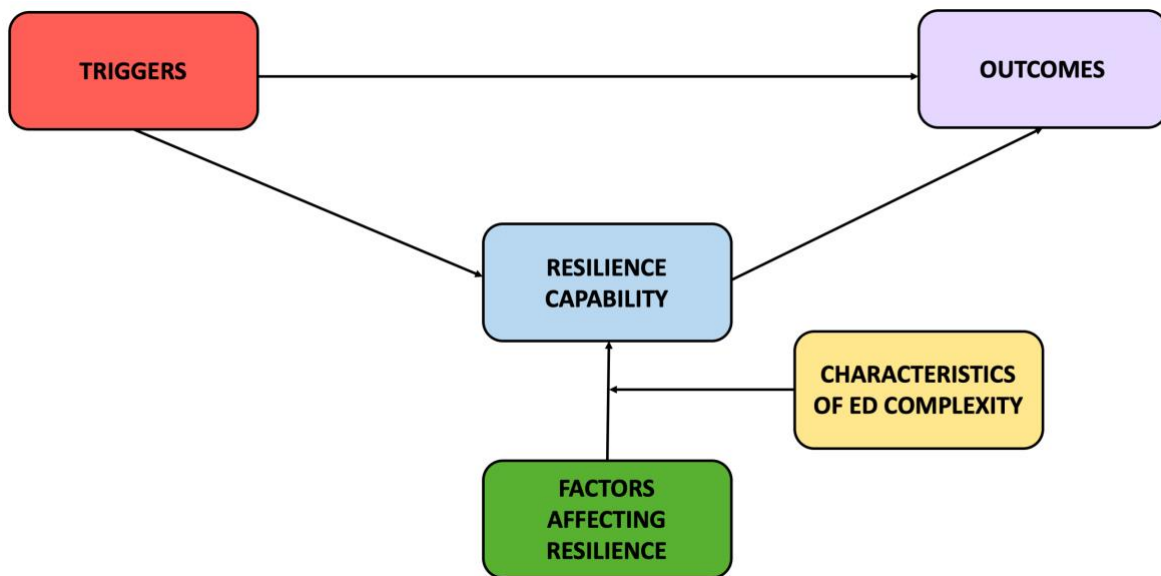 TRIGGERS
OUTCOMES
RESILIENCE
CAPABILITY
CHARACTERISTICS
OF ED COMPLEXITY
FACTORS
AFFECTING
RESILIENCE